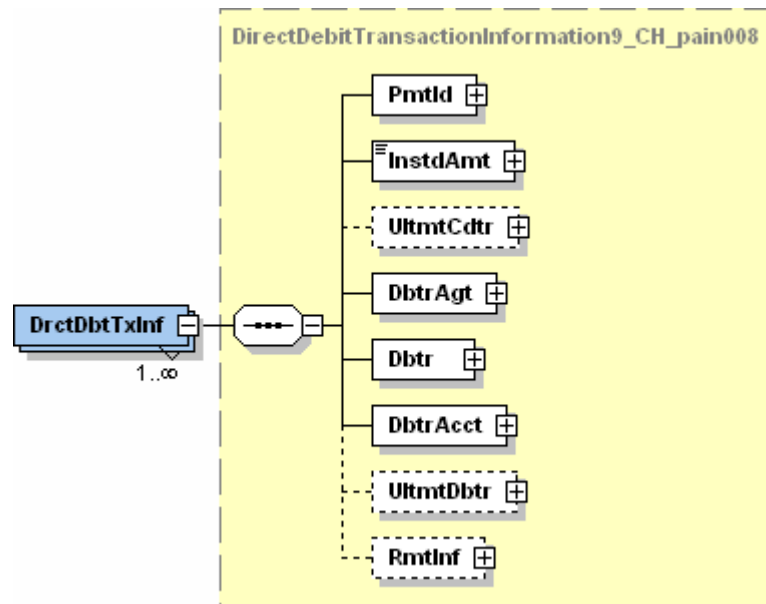 DirectDebitTransactionInformation9_CH_pain008
PmtId
InstdAmt
UltmtCdtr
DbtrAgt
DrctDbtTxInf
1..∞
Dbtr
DbtrAcct
UltmtDbtr
RmtInf